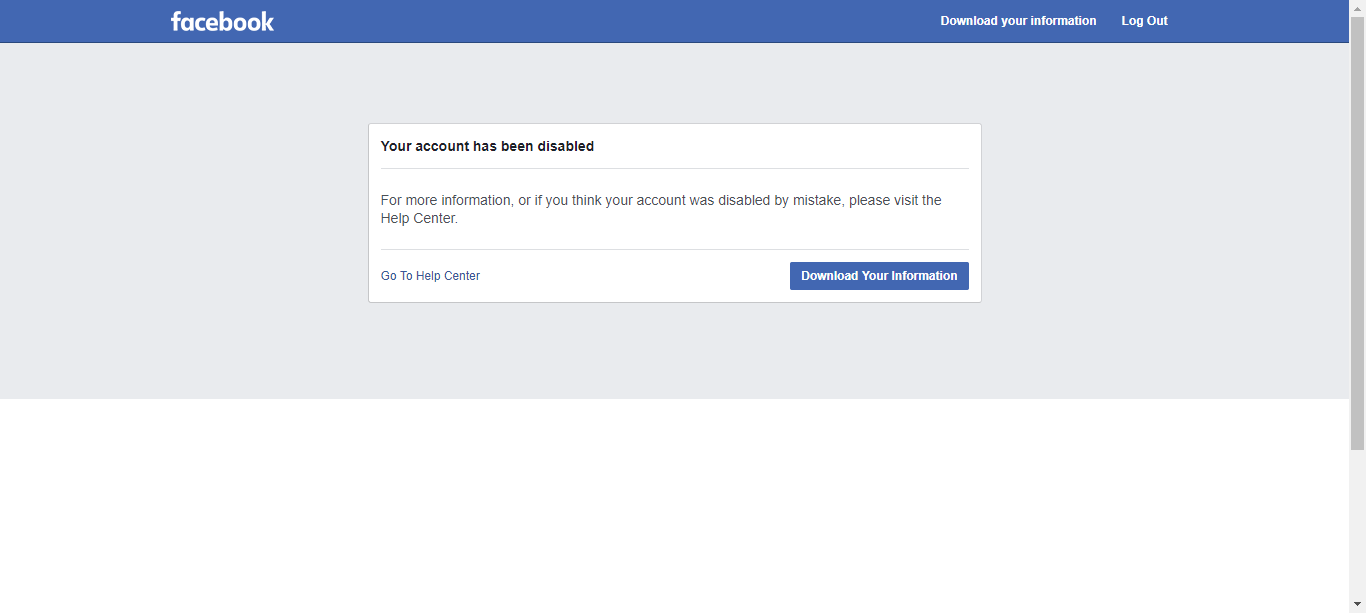 facebook
Download your information
Log Out
Your account has been disabled
For more information, or if you think your account was disabled by mistake, please visit the
Help Center.
Go To Help Center
Download Your Information